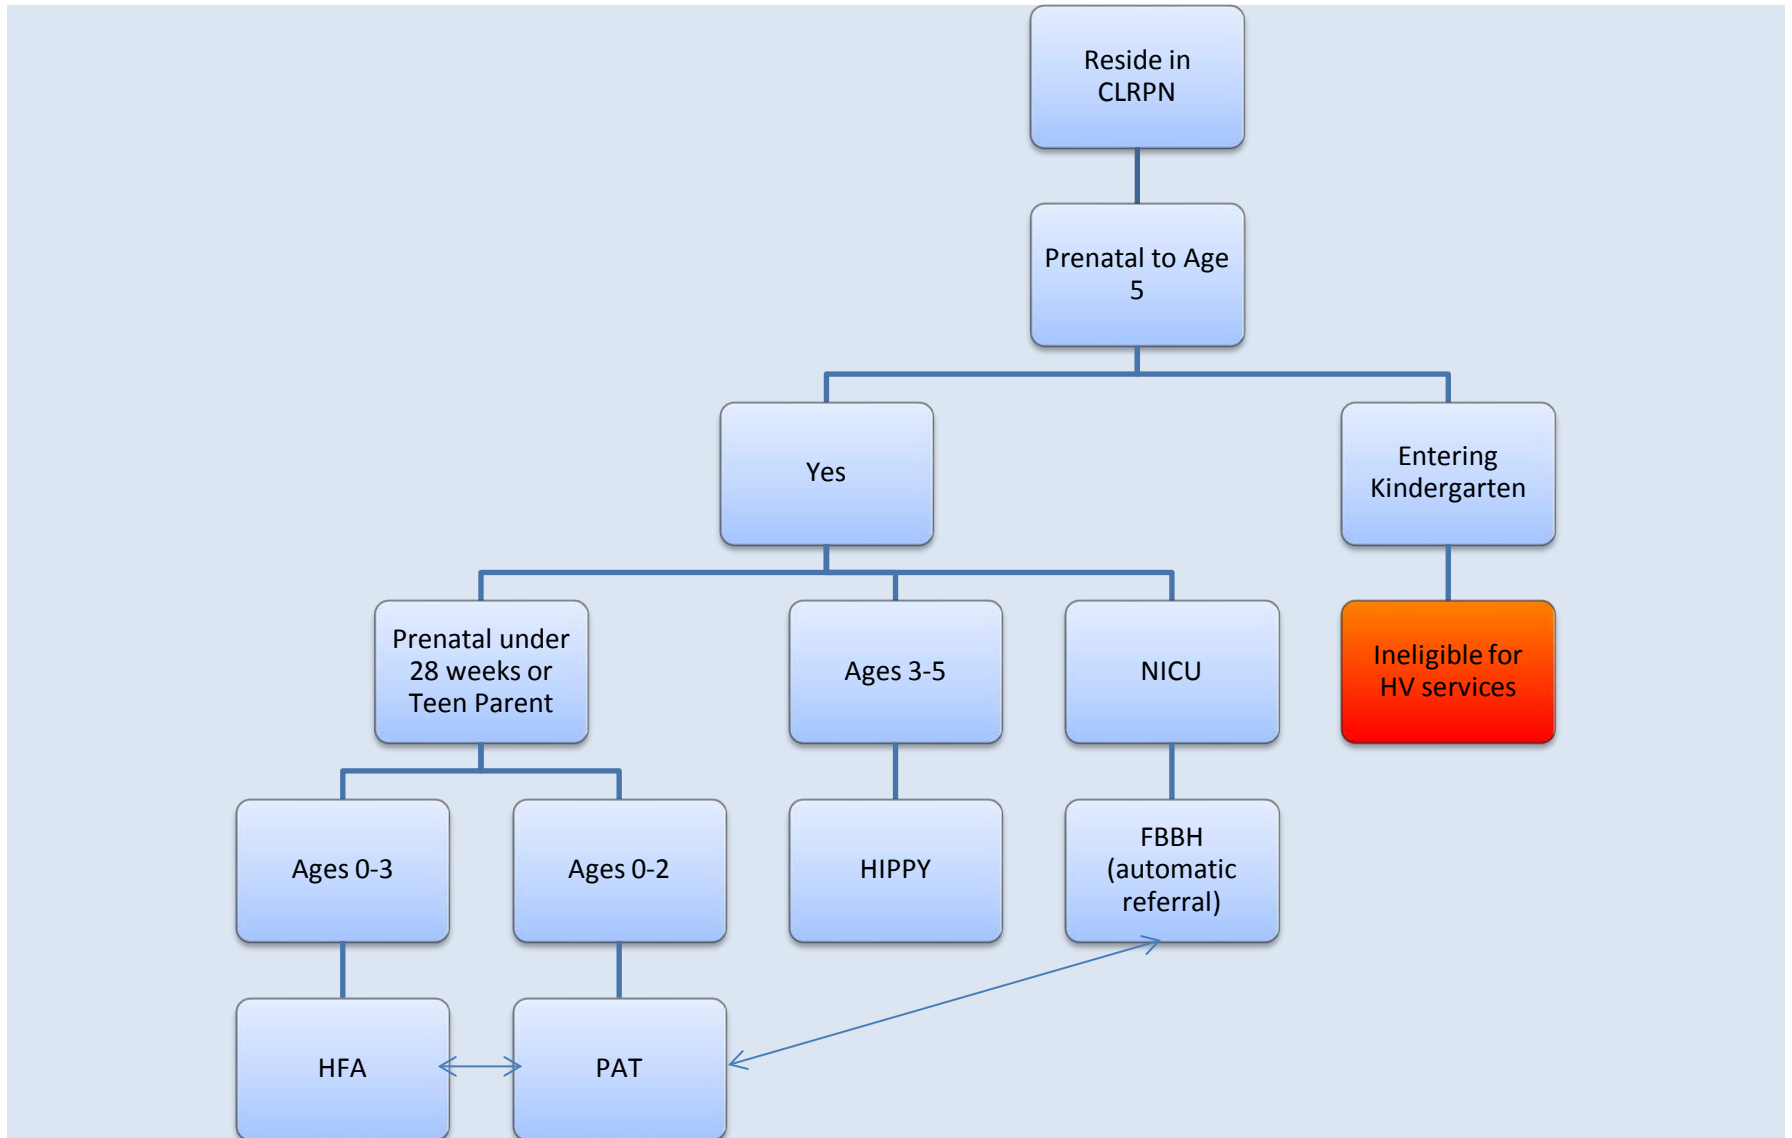 Reside in
CLRPN
Prenatal to Age
5
Yes
Entering
Kindergarten
Prenatal under
28 weeks or
Teen Parent
Ages 3-5
NICU
Ineligible for
HV services
Ages 0-3
Ages 0-2
HIPPY
FBBH
(automatic
referral)
HFA
PAT